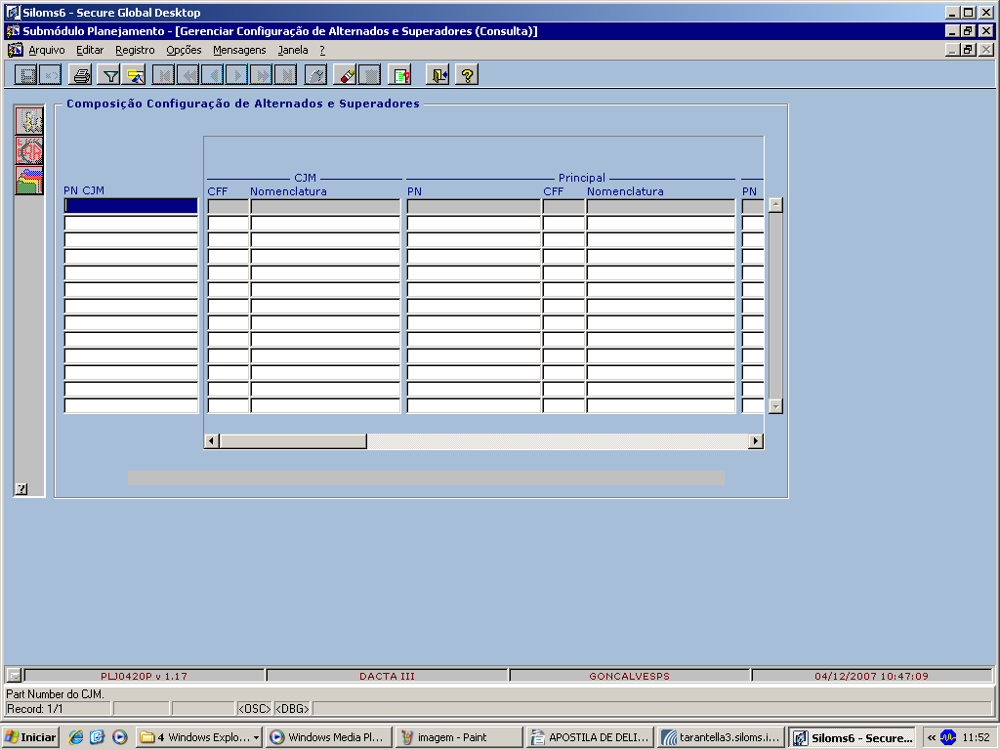 Siloms6 - Secure Global Desktop
Submódulo Planejamento - [Gerenciar Configuração de Alternados e Superadores (Consulta)]
Arquivo Editar Registro Opções Mensagens Janela ?
Composição Configuração de Alternados e Superadores
CJM Principal
PN CJM CFF Nomenclatura PN CFF Nomenclatura PN
PLJ0420P v 1.17 DACTA III GONCALVESPS 04/12/2007 10:47:09
Part Number do CJM.
Record: 1/1 <OSC> <DBG>
Iniciar 4 Windows Explo... Windows Media Pl... imagem - Paint APOSTILA DE DELI... tarantella3.siloms.i... Siloms6 - Secure... « 11:52